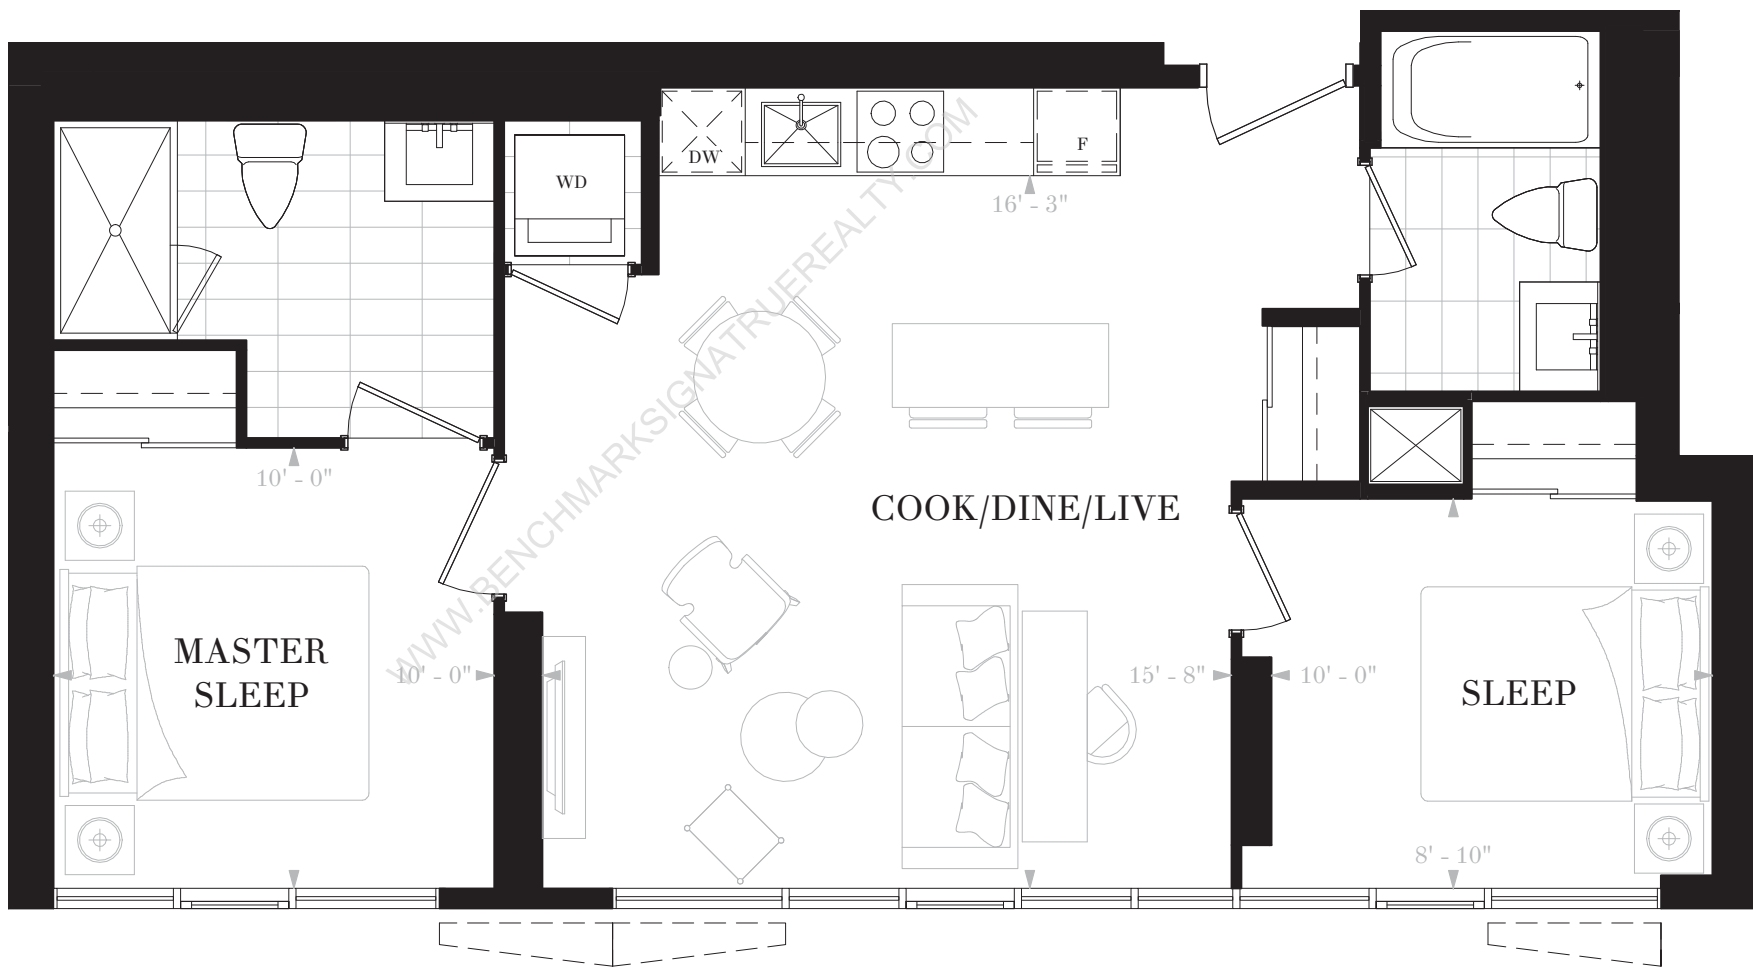 DW
F
WD
16' - 3"
10' - 0"
COOK/DINE/LIVE
MASTER
SLEEP
10' - 0"
15' - 8"
10' - 0"
SLEEP
8' - 10"
WWW.BENCHMARKSIGNATRUEREALTY.COM